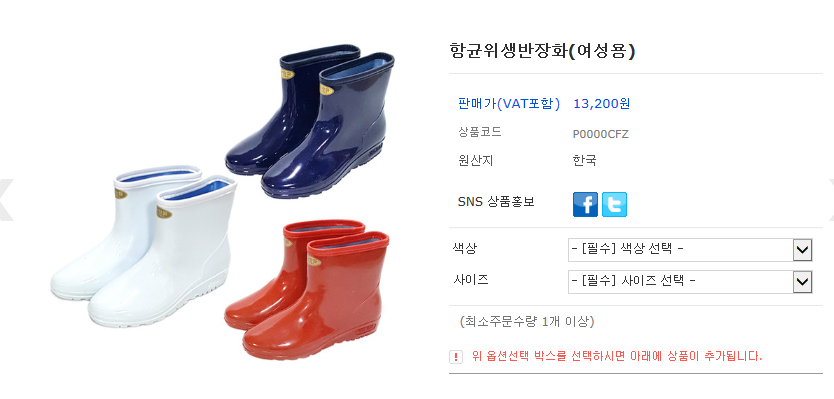 항균위생반장화(여성용)
판매가(VAT포함) 13,200원
상품코드 P0000CFZ
원산지 한국
SNS 상품홍보
색상 - [필수] 색상 선택 -
사이즈 - [필수] 사이즈 선택 -
(최소주문수량 1개 이상)
! 위 옵션선택 박스를 선택하시면 아래에 상품이 추가됩니다.